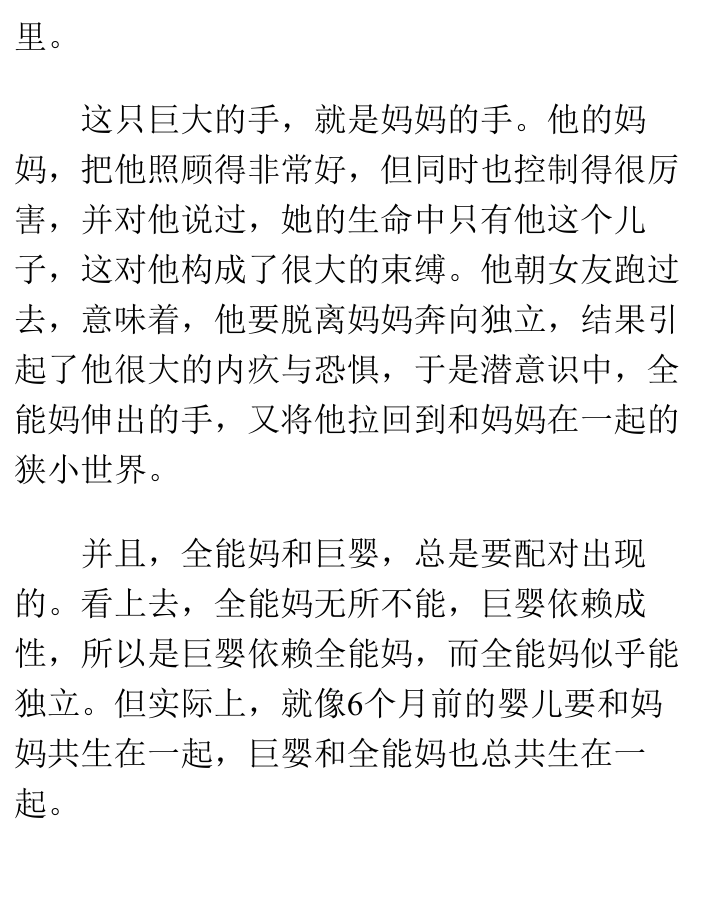 里。
这只巨大的手，就是妈妈的手。他的妈
妈，把他照顾得非常好，但同时也控制得很厉
害，并对他说过，她的生命中只有他这个儿
子，这对他构成了很大的束缚。他朝女友跑过
去，意味着，他要脱离妈妈奔向独立，结果引
起了他很大的内疚与恐惧，于是潜意识中，全
能妈伸出的手，又将他拉回到和妈妈在一起的
狭小世界。
并且，全能妈和巨婴，总是要配对出现
的。看上去，全能妈无所不能，巨婴依赖成
性，所以是巨婴依赖全能妈，而全能妈似乎能
独立。但实际上，就像6个月前的婴儿要和妈
妈共生在一起，巨婴和全能妈也总共生在一
起。